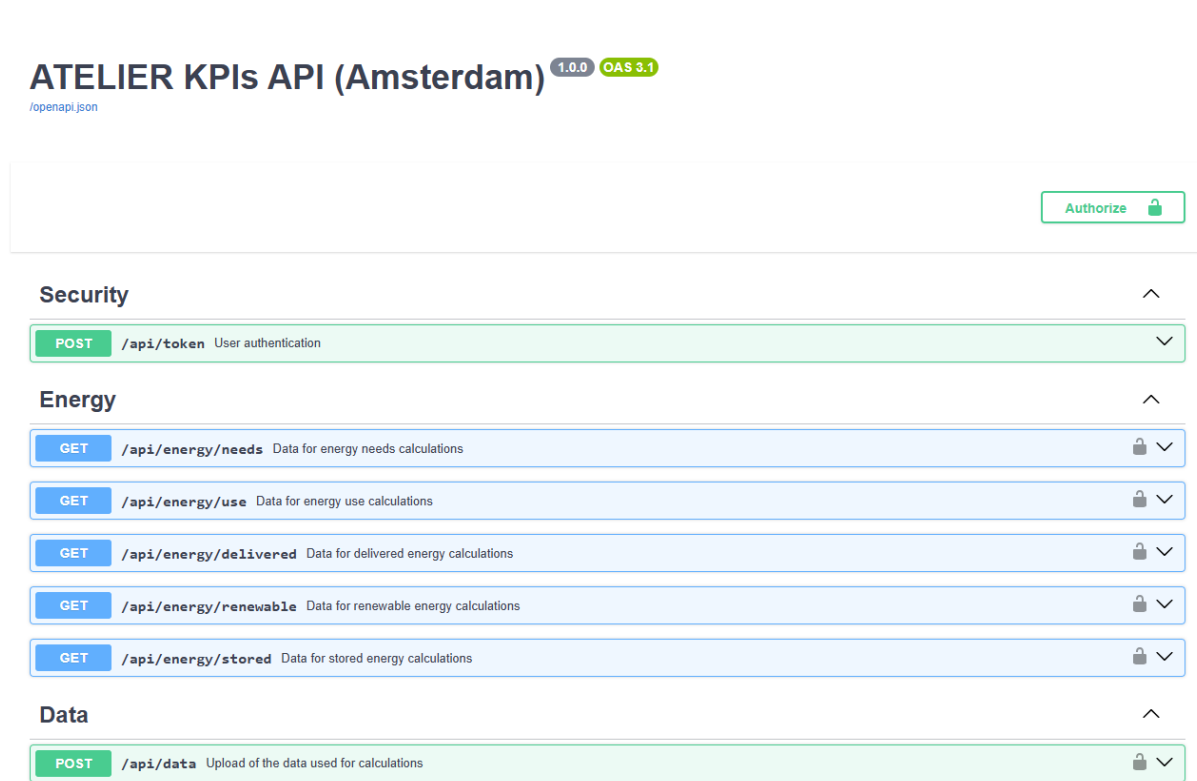 ATELIER KPIs API (Amsterdam) 1.0.0 OAS 3.1
/openapi.json
Authorize
Security
POST /api/token User authentication
Energy
GET /api/energy/needs Data for energy needs calculations
GET /api/energy/use Data for energy use calculations
GET /api/energy/delivered Data for delivered energy calculations
GET /api/energy/renewable Data for renewable energy calculations
GET /api/energy/stored Data for stored energy calculations
Data
POST /api/data Upload of the data used for calculations